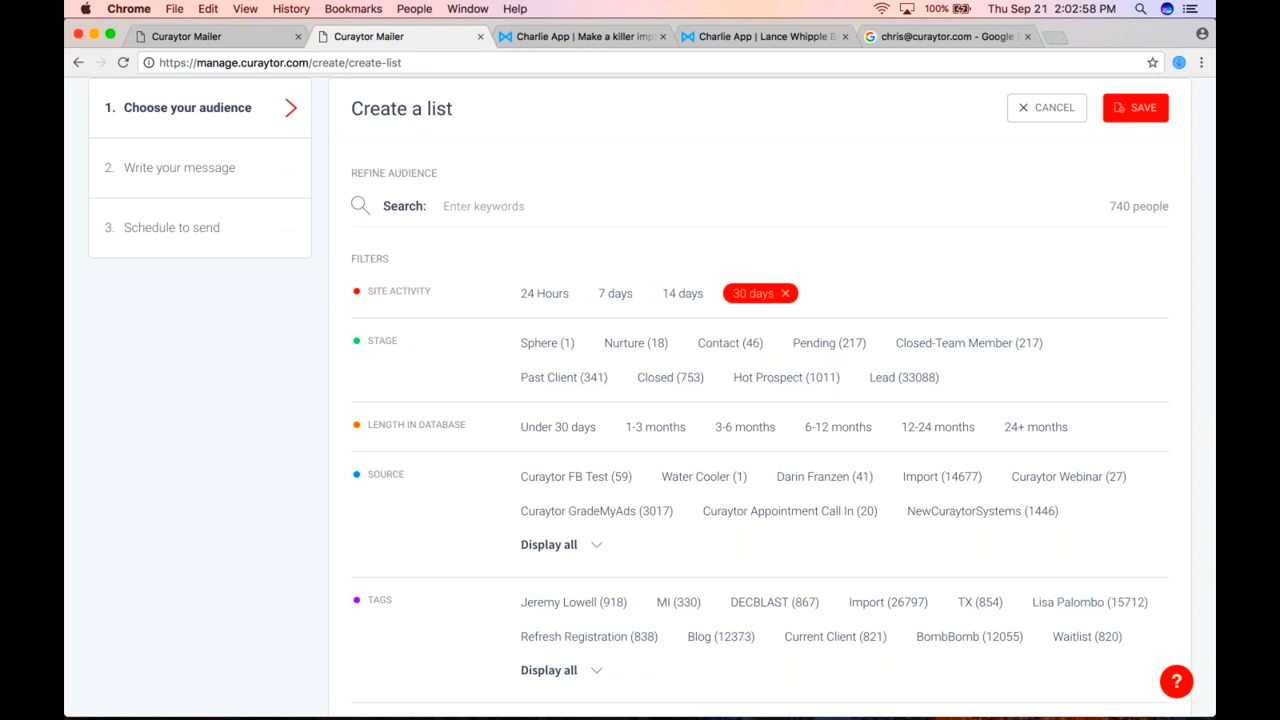 Chrome File Edit View History Bookmarks People Window Help 100% Thu Sep 21 2:02:58 PM
Curaytor Mailer × Curaytor Mailer × Charlie App | Make a killer imp × Charlie App | Lance Whipple B × chris@curaytor.com - Google S ×
https://manage.curaytor.com/create/create-list
1. Choose your audience
2. Write your message
3. Schedule to send
Create a list
CANCEL SAVE
REFINE AUDIENCE
Search: Enter keywords 740 people
FILTERS
SITE ACTIVITY 24 Hours 7 days 14 days 30 days ×
STAGE Sphere (1) Nurture (18) Contact (46) Pending (217) Closed-Team Member (217)
Past Client (341) Closed (753) Hot Prospect (1011) Lead (33088)
LENGTH IN DATABASE Under 30 days 1-3 months 3-6 months 6-12 months 12-24 months 24+ months
SOURCE Curaytor FB Test (59) Water Cooler (1) Darin Franzen (41) Import (14677) Curaytor Webinar (27)
Curaytor GradeMyAds (3017) Curaytor Appointment Call In (20) NewCuraytorSystems (1446)
Display all
TAGS Jeremy Lowell (918) MI (330) DECBLAST (867) Import (26797) TX (854) Lisa Palombo (15712)
Refresh Registration (838) Blog (12373) Current Client (821) BombBomb (12055) Waitlist (820)
Display all
?